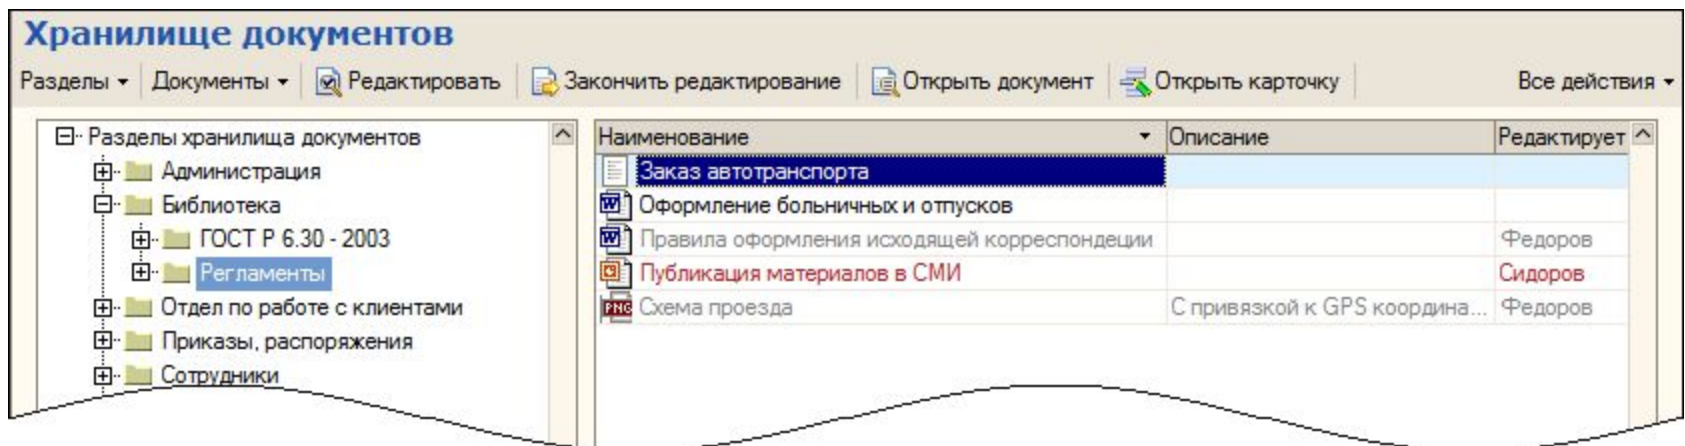 Хранилище документов
Разделы Документы Редактировать Закончить редактирование Открыть документ Открыть карточку Все действия
Разделы хранилища документов
Администрация
Библиотека
ГОСТ Р 6.30 - 2003
Регламенты
Отдел по работе с клиентами
Приказы, распоряжения
Сотрудники
Наименование Описание Редактирует
Заказ автотранспорта
Оформление больничных и отпусков
Правила оформления исходящей корреспондеции Федоров
Публикация материалов в СМИ Сидоров
Схема проезда С привязкой к GPS координа... Федоров